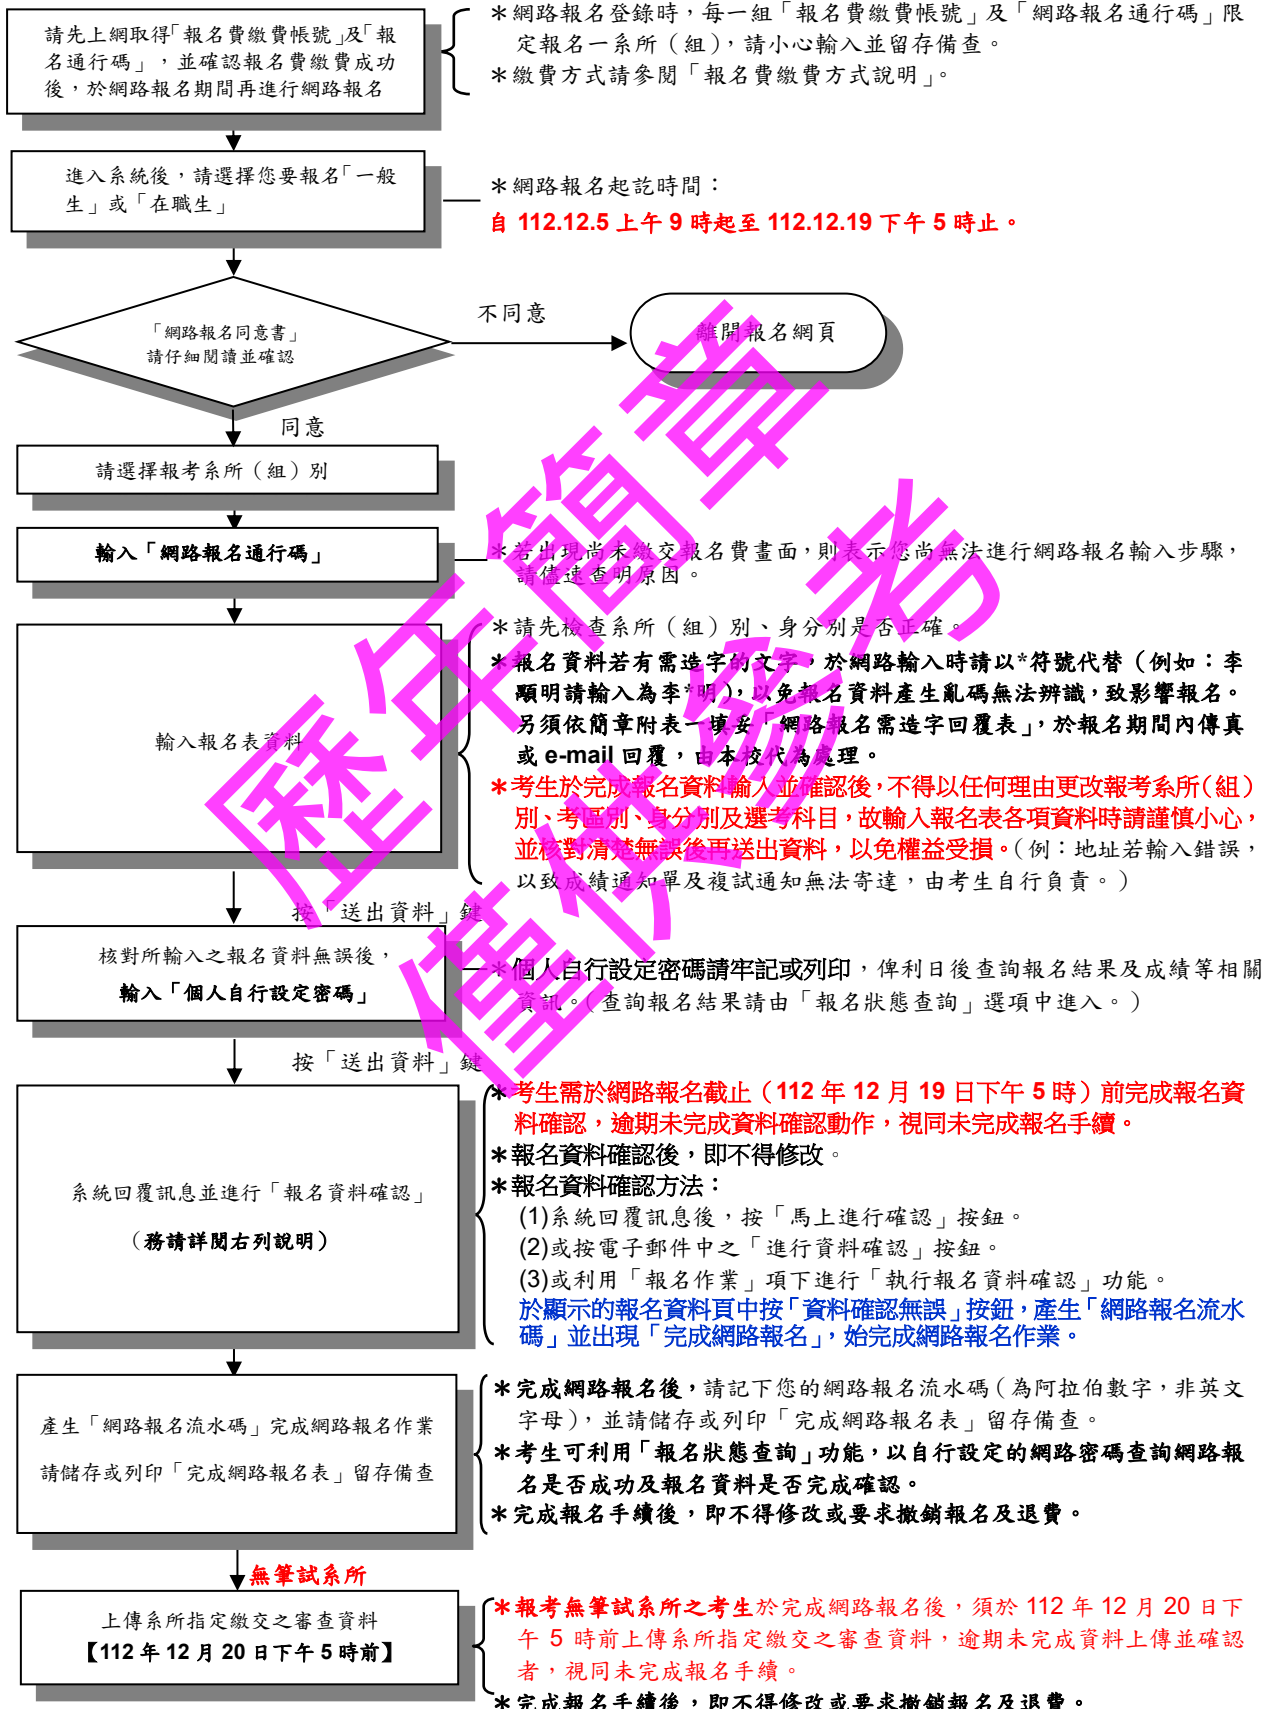 請先上網取得「報名費繳費帳號」及「報
名通行碼」，並確認報名費繳費成功
後，於網路報名期間再進行網路報名
＊網路報名登錄時，每一組「報名費繳費帳號」及「網路報名通行碼」限
定報名一系所（組），請小心輸入並留存備查。
＊繳費方式請參閱「報名費繳費方式說明」。
進入系統後，請選擇您要報名「一般
生」或「在職生」
＊網路報名起訖時間：
自 112.12.5 上午 9 時起至 112.12.19 下午 5 時止。
「網路報名同意書」
請仔細閱讀並確認
不同意
離開報名網頁
同意
請選擇報考系所（組）別
輸入「網路報名通行碼」
＊若出現尚未繳交報名費畫面，則表示您尚無法進行網路報名輸入步驟，
請儘速查明原因。
輸入報名表資料
＊請先檢查系所（組）別、身分別是否正確。
＊報名資料若有需造字的文字，於網路輸入時請以*符號代替（例如：李
顒明請輸入為李*明），以免報名資料產生亂碼無法辨識，致影響報名。
另須依簡章附表一填妥「網路報名需造字回覆表」，於報名期間內傳真
或 e-mail 回覆，由本校代為處理。
＊考生於完成報名資料輸入並確認後，不得以任何理由更改報考系所（組）
別、考區別、身分別及選考科目，故輸入報名表各項資料時請謹慎小心，
並核對清楚無誤後再送出資料，以免權益受損。（例：地址若輸入錯誤，
以致成績通知單及複試通知無法寄達，由考生自行負責。）
按「送出資料」鍵
核對所輸入之報名資料無誤後，
輸入「個人自行設定密碼」
＊個人自行設定密碼請牢記或列印，俾利日後查詢報名結果及成績等相關
資訊。（查詢報名結果請由「報名狀態查詢」選項中進入。）
按「送出資料」鍵
系統回覆訊息並進行「報名資料確認」
（務請詳閱右列說明）
＊考生需於網路報名截止（112 年 12 月 19 日下午 5 時）前完成報名資
料確認，逾期未完成資料確認動作，視同未完成報名手續。
＊報名資料確認後，即不得修改。
＊報名資料確認方法：
(1)系統回覆訊息後，按「馬上進行確認」按鈕。
(2)或按電子郵件中之「進行資料確認」按鈕。
(3)或利用「報名作業」項下進行「執行報名資料確認」功能。
於顯示的報名資料頁中按「資料確認無誤」按鈕，產生「網路報名流水
碼」並出現「完成網路報名」，始完成網路報名作業。
產生「網路報名流水碼」完成網路報名作業
請儲存或列印「完成網路報名表」留存備查
＊完成網路報名後，請記下您的網路報名流水碼（為阿拉伯數字，非英文
字母），並請儲存或列印「完成網路報名表」留存備查。
＊考生可利用「報名狀態查詢」功能，以自行設定的網路密碼查詢網路報
名是否成功及報名資料是否完成確認。
＊完成報名手續後，即不得修改或要求撤銷報名及退費。
無筆試系所
上傳系所指定繳交之審查資料
【112 年 12 月 20 日下午 5 時前】
＊報考無筆試系所之考生於完成網路報名後，須於 112 年 12 月 20 日下
午 5 時前上傳系所指定繳交之審查資料，逾期未完成資料上傳並確認
者，視同未完成報名手續。
＊完成報名手續後，即不得修改或要求撤銷報名及退費。
歷年簡章
僅供參考